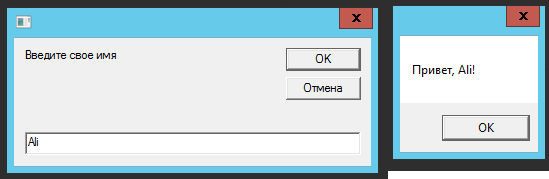 Введите свое имя
OK
Отмена
Ali
Привет, Ali!
OK